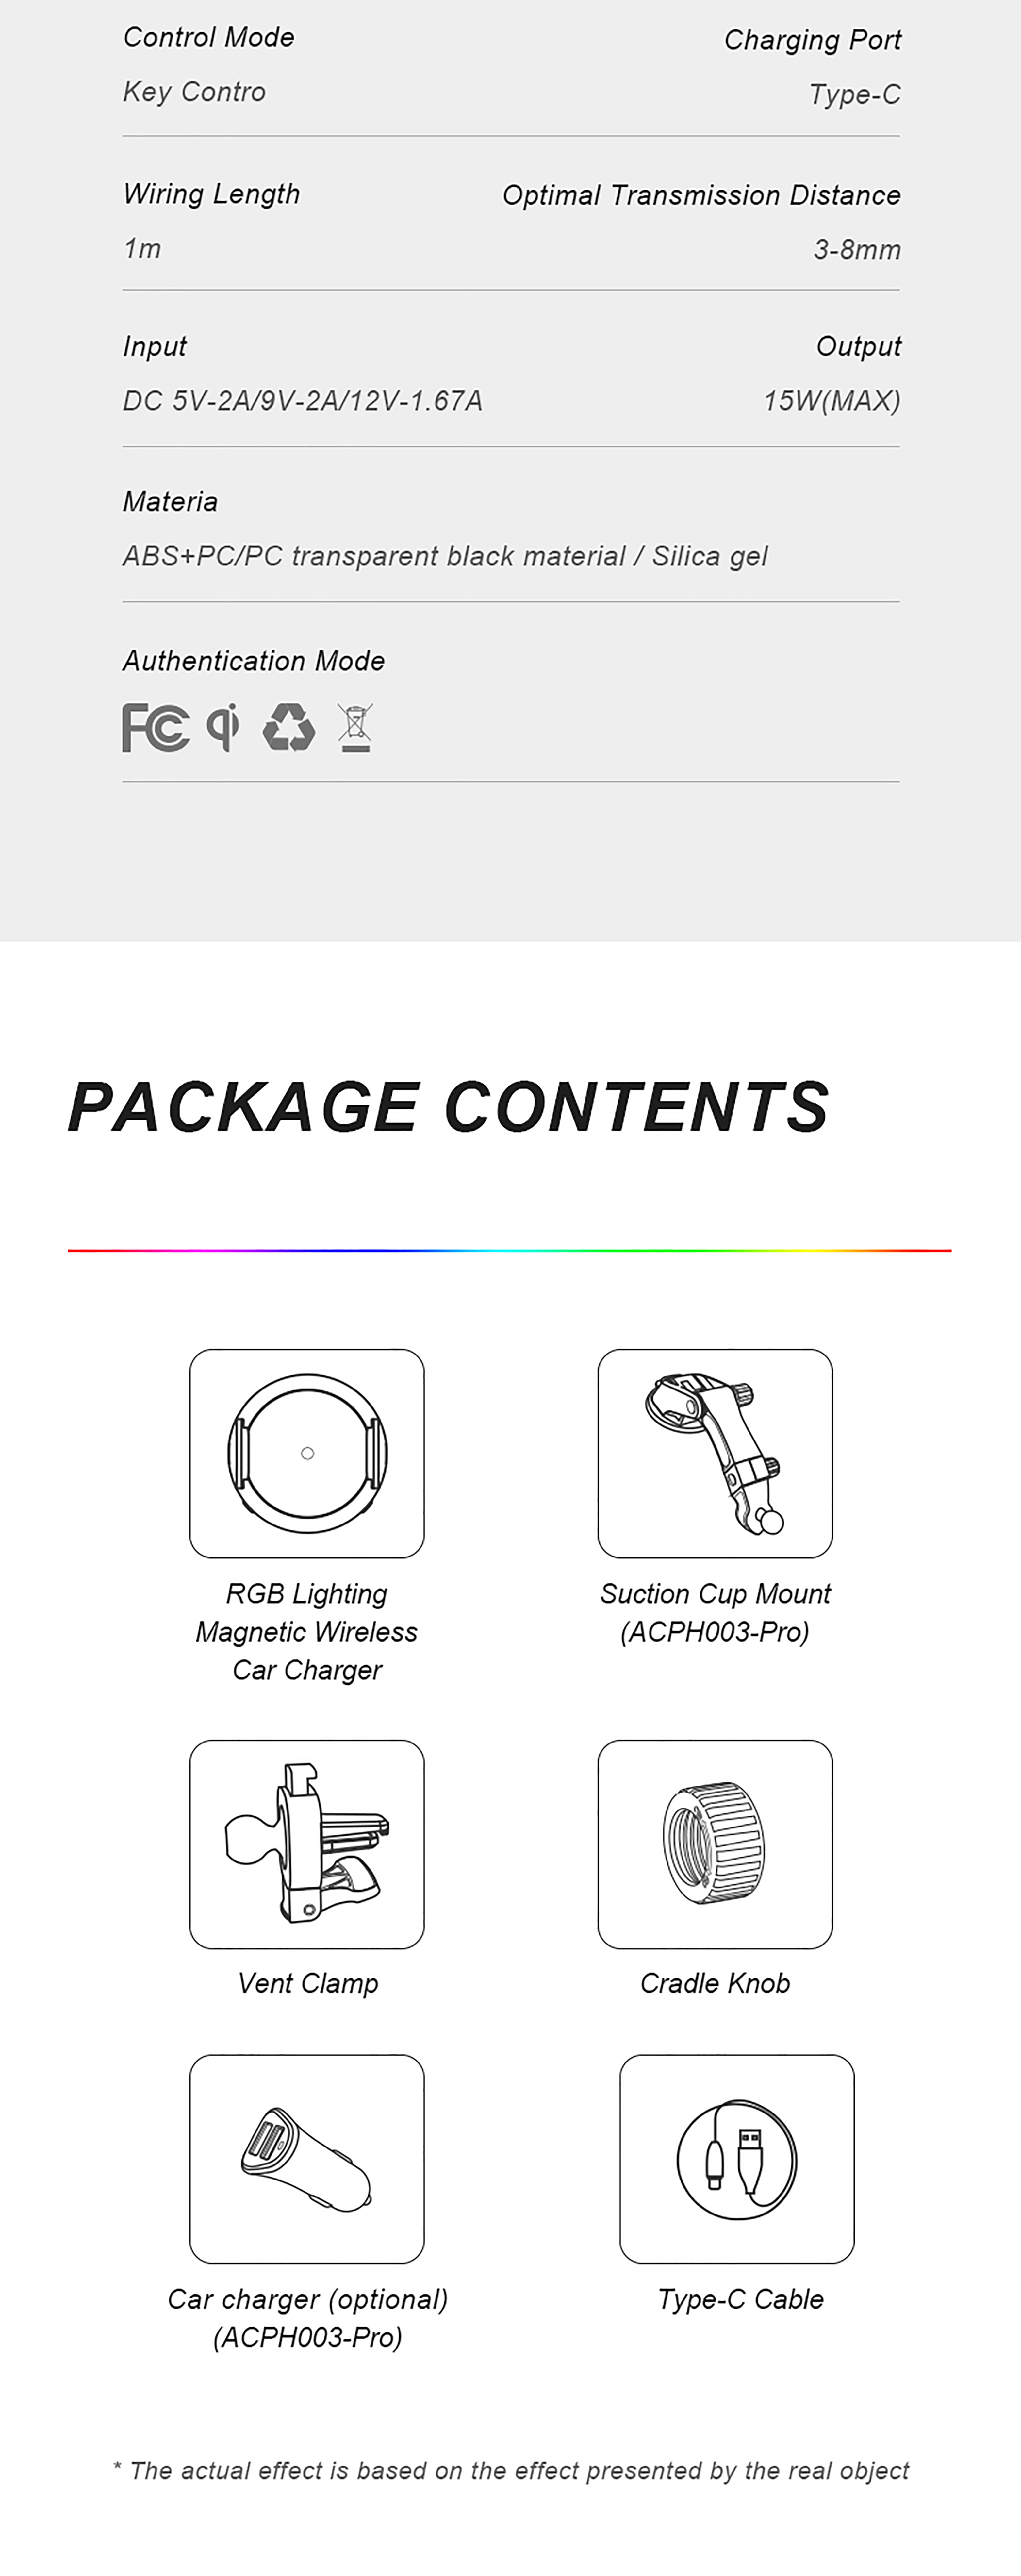 Control Mode
Charging Port
Key Contro
Type-C
Wiring Length
Optimal Transmission Distance
1m
3-8mm
Input
Output
DC 5V-2A/9V-2A/12V-1.67A
15W(MAX)
Materia
ABS+PC/PC transparent black material / Silica gel
Authentication Mode
FC qi
PACKAGE CONTENTS
RGB Lighting
Magnetic Wireless
Car Charger
Suction Cup Mount
(ACPH003-Pro)
Vent Clamp
Cradle Knob
Car charger (optional)
(ACPH003-Pro)
Type-C Cable
* The actual effect is based on the effect presented by the real object